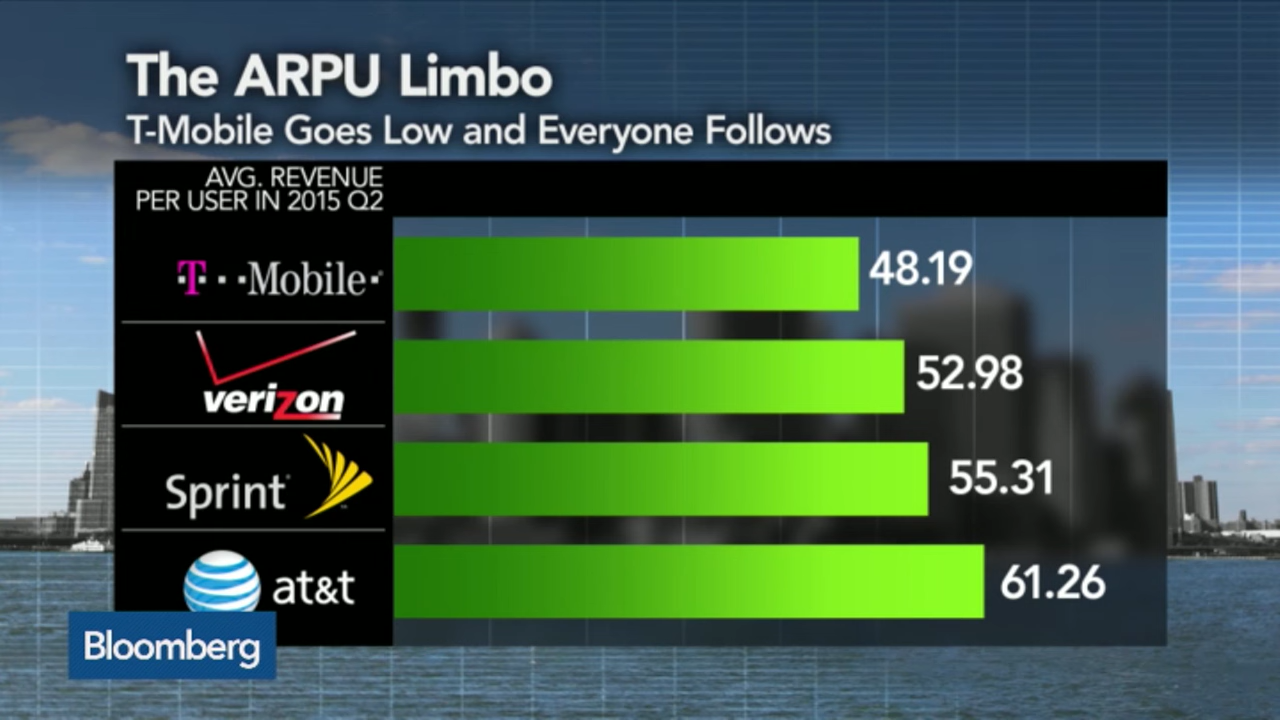 The ARPU Limbo
T-Mobile Goes Low and Everyone Follows
AVG. REVENUE
PER USER IN 2015 Q2
T··Mobile·®
48.19
verizon
52.98
Sprint
55.31
at&t
61.26
Bloomberg